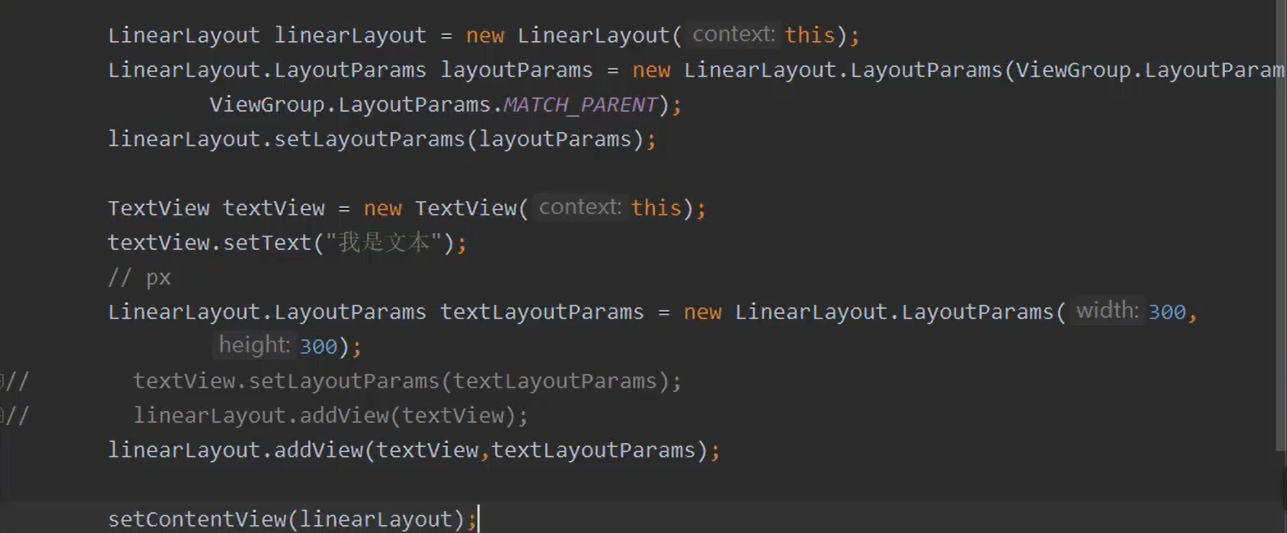 LinearLayout linearLayout = new LinearLayout( context: this);
LinearLayout.LayoutParams layoutParams = new LinearLayout.LayoutParams(ViewGroup.LayoutParam
ViewGroup.LayoutParams.MATCH_PARENT);
linearLayout.setLayoutParams(layoutParams);
TextView textView = new TextView( context: this);
textView.setText("我是文本");
// px
LinearLayout.LayoutParams textLayoutParams = new LinearLayout.LayoutParams( width: 300,
height: 300);
// textView.setLayoutParams(textLayoutParams);
// linearLayout.addView(textView);
linearLayout.addView(textView,textLayoutParams);
setContentView(linearLayout);